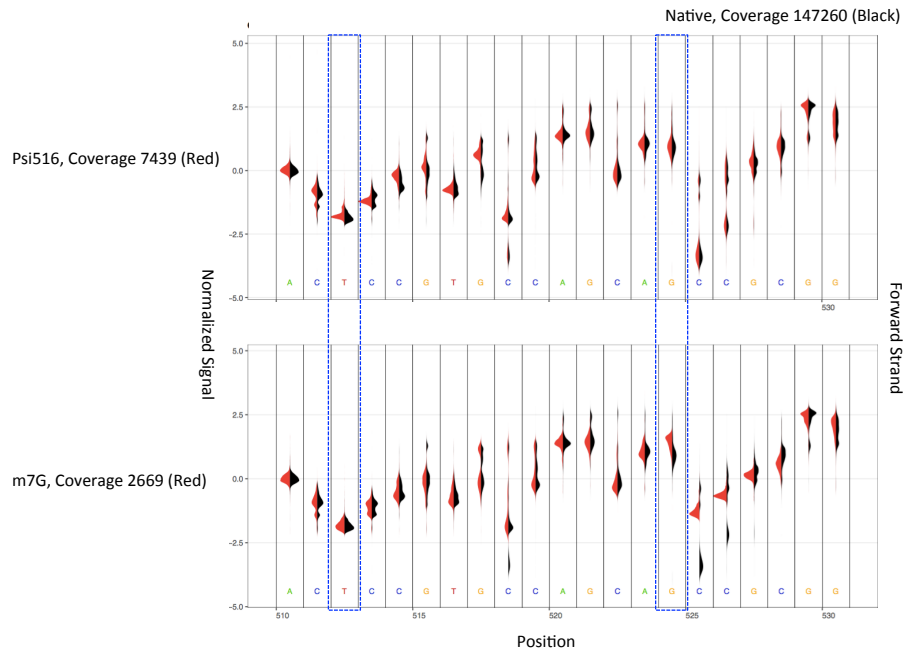 Native, Coverage 147260 (Black)
5.0
2.5
0.0
−2.5
−5.0
Psi516, Coverage 7439 (Red)
A C T C C G T G C C A G C A G C C G C G G
530
Normalized Signal
Forward Strand
5.0
2.5
0.0
−2.5
−5.0
m7G, Coverage 2669 (Red)
A C T C C G T G C C A G C A G C C G C G G
510 515 520 525 530
Position